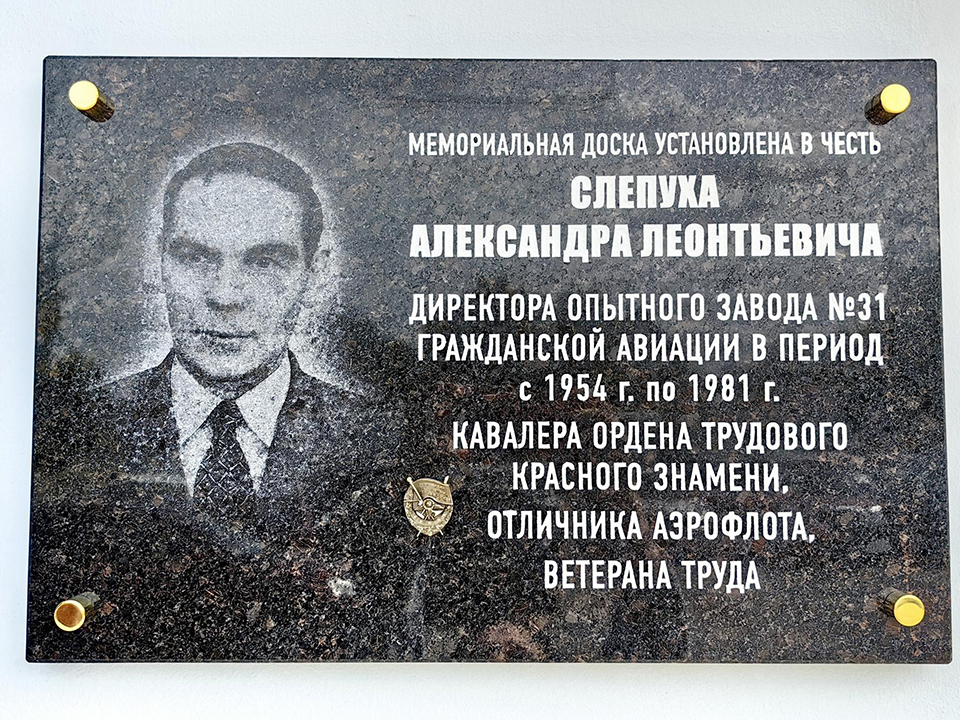 МЕМОРИАЛЬНАЯ ДОСКА УСТАНОВЛЕНА В ЧЕСТЬ
СЛЕПУХА
АЛЕКСАНДРА ЛЕОНТЬЕВИЧА
ДИРЕКТОРА ОПЫТНОГО ЗАВОДА №31
ГРАЖДАНСКОЙ АВИАЦИИ В ПЕРИОД
с 1954 г. по 1981 г.
КАВАЛЕРА ОРДЕНА ТРУДОВОГО
КРАСНОГО ЗНАМЕНИ,
ОТЛИЧНИКА АЭРОФЛОТА,
ВЕТЕРАНА ТРУДА